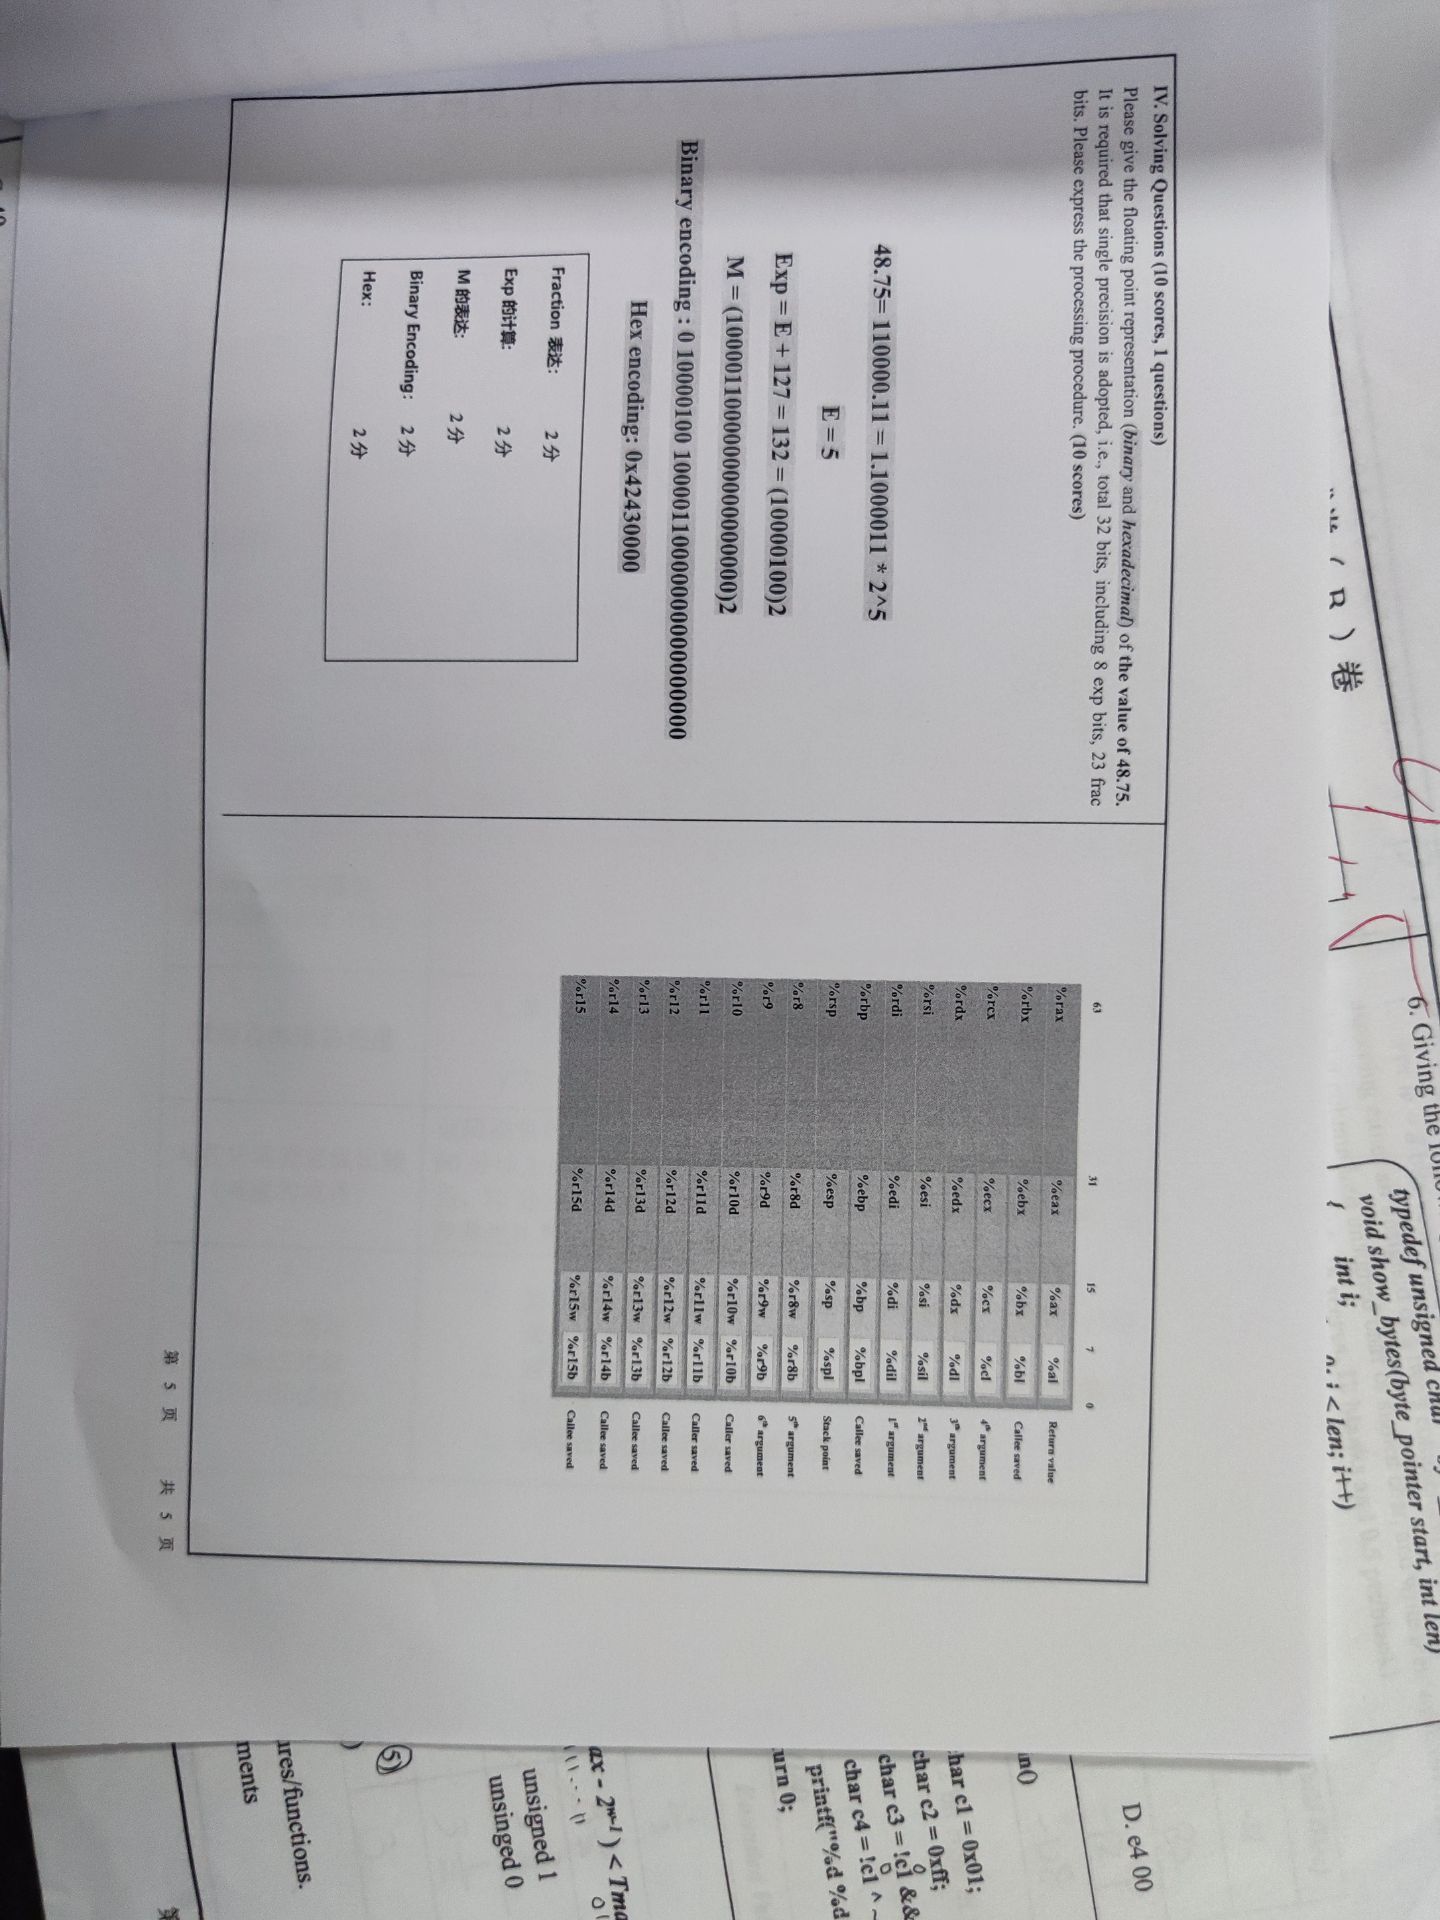 6. Giving the
typedef unsigned char
void show_bytes(byte_pointer start, int len)
{ int i;
i < len; i++)
( B ) 卷
IV. Solving Questions (10 scores, 1 questions)
Please give the floating point representation (binary and hexadecimal) of the value of 48.75.
It is required that single precision is adopted, i.e., total 32 bits, including 8 exp bits, 23 frac
bits. Please express the processing procedure. (10 scores)
48.75= 110000.11 = 1.1000011 * 2^5
E = 5
Exp = E + 127 = 132 = (10000100)2
M = (10000110000000000000000)2
Binary encoding : 0 10000100 10000110000000000000000
Hex encoding: 0x42430000
Fraction 表达: 2 分
Exp 的计算: 2 分
M 的表达: 2 分
Binary Encoding: 2 分
Hex: 2 分
63 31 15 7 0
%rax %eax %ax %al Return value
%rbx %ebx %bx %bl Callee saved
%rcx %ecx %cx %cl 4th argument
%rdx %edx %dx %dl 3th argument
%rsi %esi %si %sil 2nd argument
%rdi %edi %di %dil 1st argument
%rbp %ebp %bp %bpl Callee saved
%rsp %esp %sp %spl Stack point
%r8 %r8d %r8w %r8b 5th argument
%r9 %r9d %r9w %r9b 6th argument
%r10 %r10d %r10w %r10b Caller saved
%r11 %r11d %r11w %r11b Caller saved
%r12 %r12d %r12w %r12b Callee saved
%r13 %r13d %r13w %r13b Callee saved
%r14 %r14d %r14w %r14b Callee saved
%r15 %r15d %r15w %r15b Callee saved
第 5 页 共 5 页
D. e4 00
char c1 = 0x01;
char c2 = 0xff;
char c3 = !c1 &&
char c4 = !c1 ^ ~
printf("%d %d
urn 0;
ax - 2^w-1 ) < Tma
unsigned 1
unsinged 0
5)
ures/functions.
ments